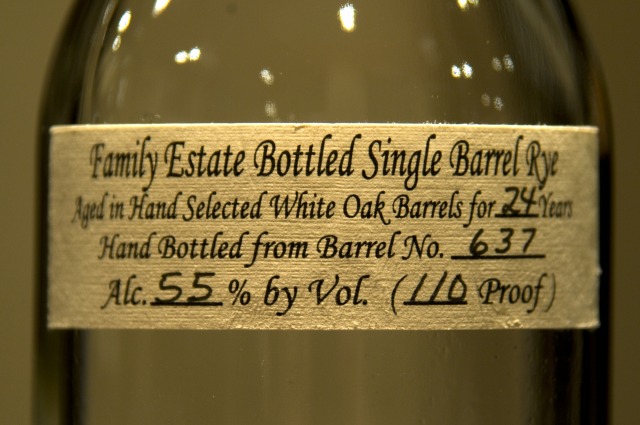 Family Estate Bottled Single Barrel Rye
Aged in Hand Selected White Oak Barrels for 24 Years
Hand Bottled from Barrel No. 637
Alc. 55 % by Vol. (110 Proof)